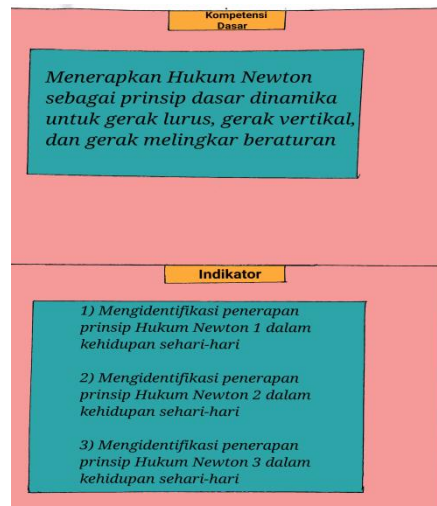 Kompetensi
Dasar
Menerapkan Hukum Newton
sebagai prinsip dasar dinamika
untuk gerak lurus, gerak vertikal,
dan gerak melingkar beraturan
Indikator
1) Mengidentifikasi penerapan
prinsip Hukum Newton 1 dalam
kehidupan sehari-hari
2) Mengidentifikasi penerapan
prinsip Hukum Newton 2 dalam
kehidupan sehari-hari
3) Mengidentifikasi penerapan
prinsip Hukum Newton 3 dalam
kehidupan sehari-hari